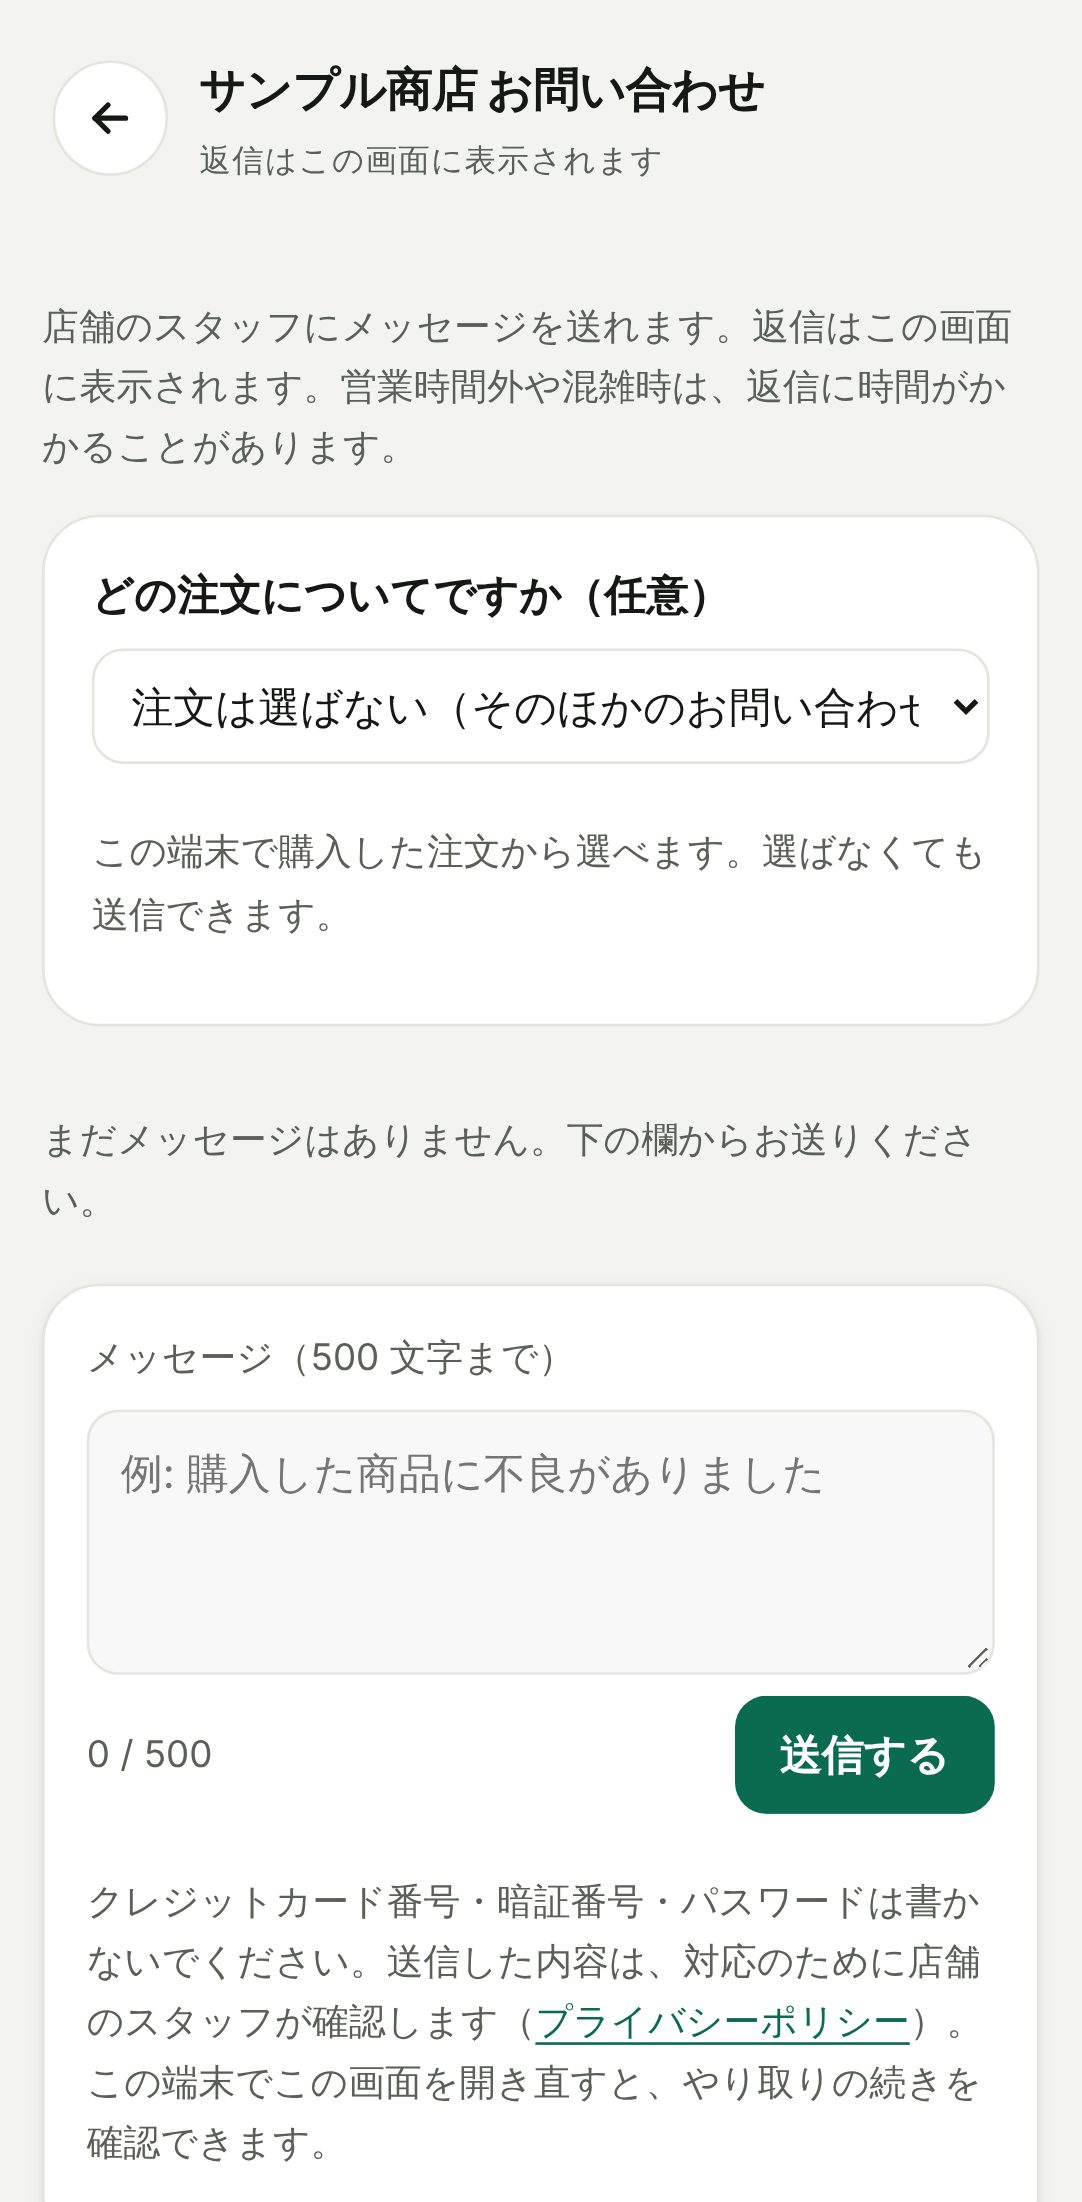 サンプル商店 お問い合わせ
返信はこの画面に表示されます
店舗のスタッフにメッセージを送れます。返信はこの画面
に表示されます。営業時間外や混雑時は、返信に時間がか
かることがあります。
どの注文についてですか（任意）
注文は選ばない（そのほかのお問い合わせ
この端末で購入した注文から選べます。選ばなくても
送信できます。
まだメッセージはありません。下の欄からお送りくださ
い。
メッセージ（500 文字まで）
例: 購入した商品に不良がありました
0 / 500
送信する
クレジットカード番号・暗証番号・パスワードは書か
ないでください。送信した内容は、対応のために店舗
のスタッフが確認します（プライバシーポリシー）。
この端末でこの画面を開き直すと、やり取りの続きを
確認できます。